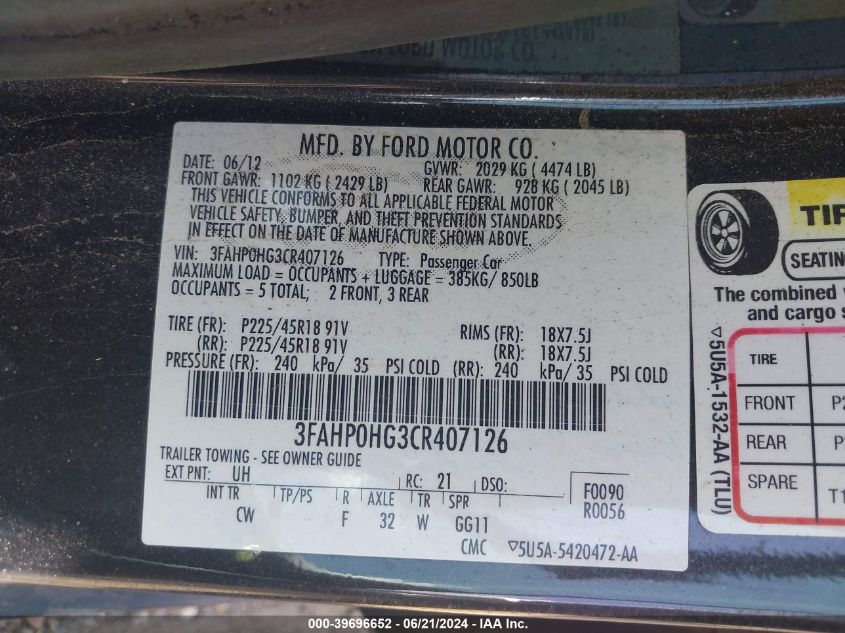 MFD. BY FORD MOTOR CO.
DATE: 06/12 GVWR: 2029 KG ( 4474 LB)
FRONT GAWR: 1102 KG ( 2429 LB) REAR GAWR: 928 KG ( 2045 LB)
THIS VEHICLE CONFORMS TO ALL APPLICABLE FEDERAL MOTOR
VEHICLE SAFETY, BUMPER, AND THEFT PREVENTION STANDARDS
IN EFFECT ON THE DATE OF MANUFACTURE SHOWN ABOVE.
VIN: 3FAHP0HG3CR407126 TYPE: Passenger Car
MAXIMUM LOAD = OCCUPANTS + LUGGAGE = 385KG/ 850LB
OCCUPANTS = 5 TOTAL; 2 FRONT, 3 REAR
TIRE (FR): P225/45R18 91V RIMS (FR): 18X7.5J
(RR): P225/45R18 91V (RR): 18X7.5J
PRESSURE (FR): 240 kPa/ 35 PSI COLD (RR): 240 kPa/ 35 PSI COLD
3FAHP0HG3CR407126
TRAILER TOWING - SEE OWNER GUIDE
EXT PNT: UH RC: 21 DSO:
INT TR TP/PS R AXLE TR SPR
CW F 32 W GG11
F0090
R0056
CMC ▽5U5A-5420472-AA
TIR
SEATING
The combined
and cargo
▽5U5A-1532-AA (TLU)
TIRE
FRONT P2
REAR P
SPARE T1
000-39696652 - 06/21/2024 - IAA Inc.